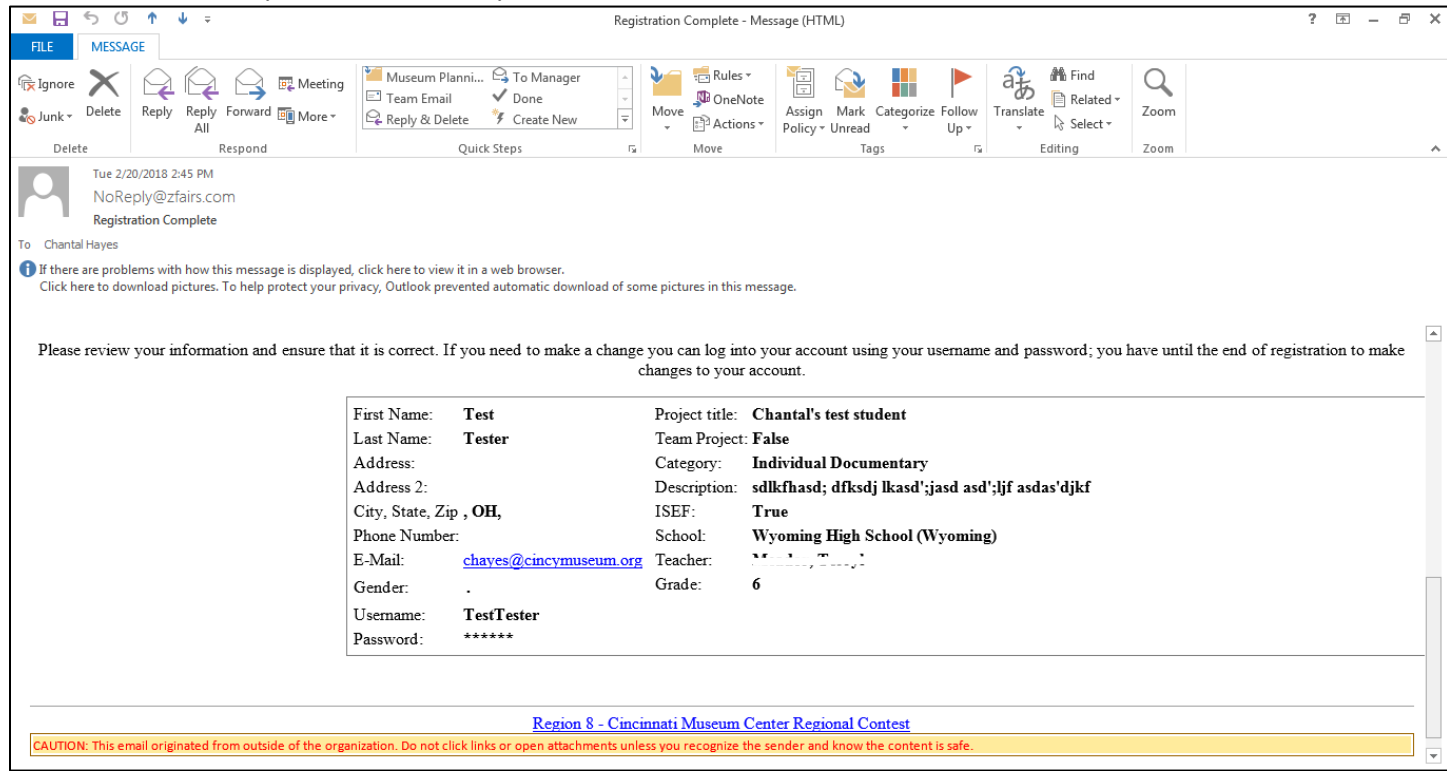 Registration Complete - Message (HTML)
FILE MESSAGE
Ignore
Junk
Delete
Reply
Reply All
Forward
Meeting
More
Museum Planni... To Manager
Team Email Done
Reply & Delete Create New
Move
Rules
OneNote
Actions
Assign Policy
Mark Unread
Categorize
Follow Up
Translate
Find
Related
Select
Zoom
Delete Respond Quick Steps Move Tags Editing Zoom
Tue 2/20/2018 2:45 PM
NoReply@zfairs.com
Registration Complete
To Chantal Hayes
If there are problems with how this message is displayed, click here to view it in a web browser.
Click here to download pictures. To help protect your privacy, Outlook prevented automatic download of some pictures in this message.
Please review your information and ensure that it is correct. If you need to make a change you can log into your account using your username and password; you have until the end of registration to make
changes to your account.
First Name: Test Project title: Chantal's test student
Last Name: Tester Team Project: False
Address: Category: Individual Documentary
Address 2: Description: sdlkfhasd; dfksdj lkasd';jasd asd';ljf asdas'djkf
City, State, Zip , OH, ISEF: True
Phone Number: School: Wyoming High School (Wyoming)
E-Mail: chayes@cincymuseum.org Teacher:
Gender: . Grade: 6
Username: TestTester
Password: ******
Region 8 - Cincinnati Museum Center Regional Contest
CAUTION: This email originated from outside of the organization. Do not click links or open attachments unless you recognize the sender and know the content is safe.